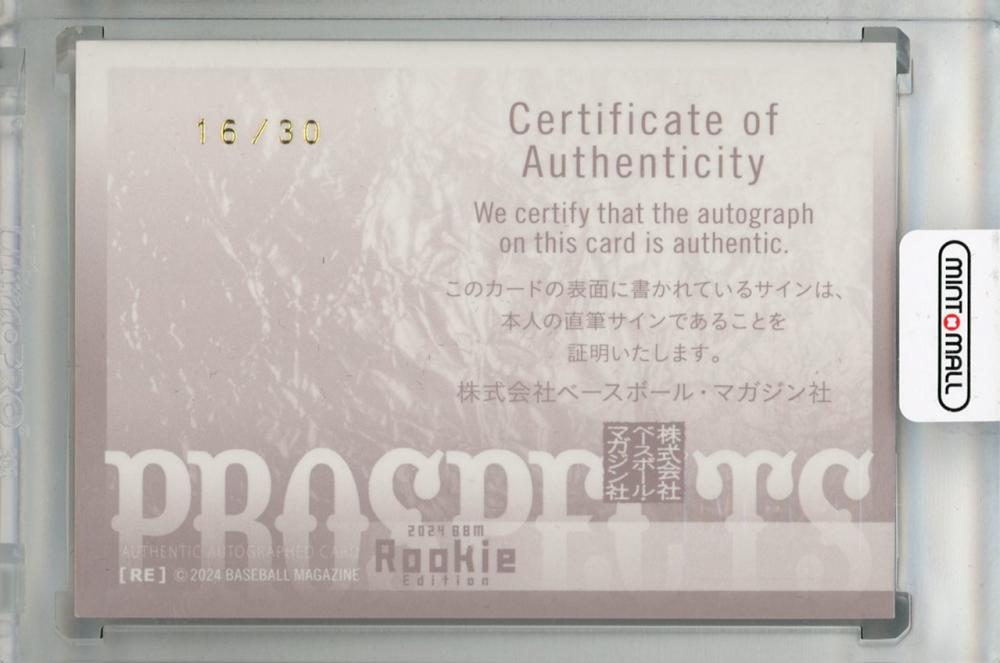 16/30
Certificate of
Authenticity
We certify that the autograph
on this card is authentic.
このカードの表面に書かれているサインは、
本人の直筆サインであることを
証明いたします。
株式会社ベースボール・マガジン社
株式会社
ベースボール
マガジン社
PROSPECTS
2024 BBM
Rookie
Edition
AUTHENTIC AUTOGRAPHED CARD
[RE] © 2024 BASEBALL MAGAZINE
MINT MALL